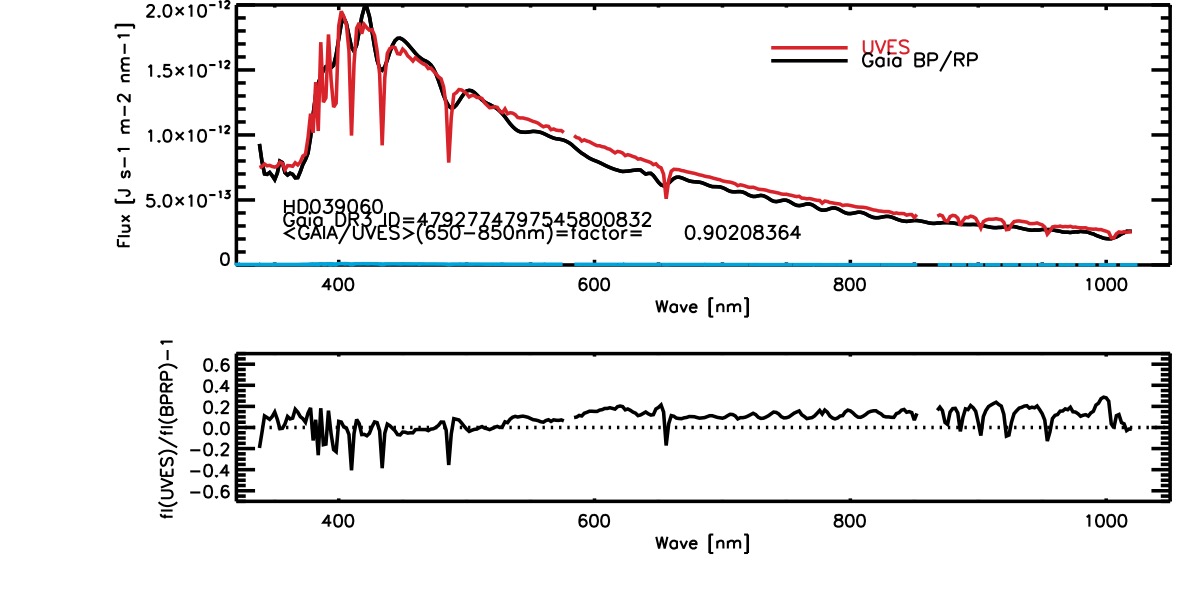 2.0×10−12
1.5×10−12
1.0×10−12
5.0×10−13
0
Flux [J s−1 m−2 nm−1]
UVES
Gaia BP/RP
HD039060
Gaia DR3 ID=4792774797545800832
<GAIA/UVES>(650−850nm)=factor= 0.90208364
400 600 800 1000
Wave [nm]
fl(UVES)/fl(BPRP)−1
0.6
0.4
0.2
0.0
−0.2
−0.4
−0.6
400 600 800 1000
Wave [nm]